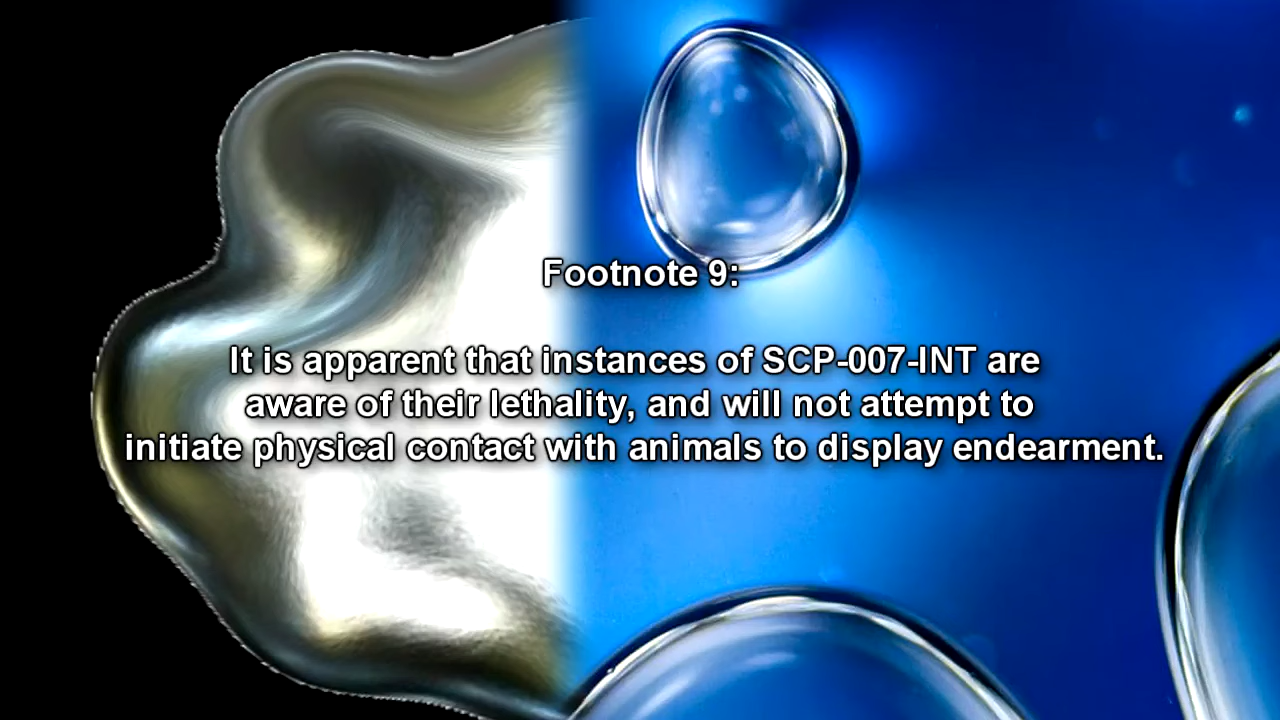 Footnote 9:
It is apparent that instances of SCP-007-INT are
aware of their lethality, and will not attempt to
initiate physical contact with animals to display endearment.